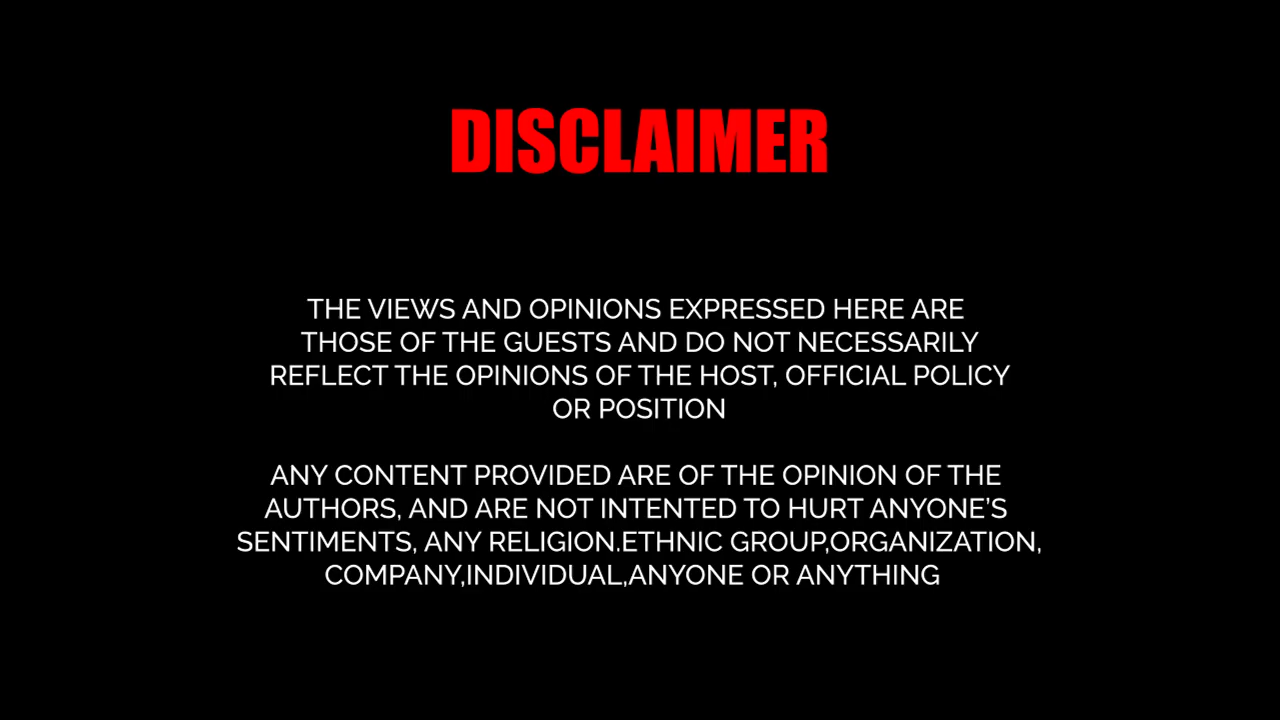 DISCLAIMER
THE VIEWS AND OPINIONS EXPRESSED HERE ARE
THOSE OF THE GUESTS AND DO NOT NECESSARILY
REFLECT THE OPINIONS OF THE HOST, OFFICIAL POLICY
OR POSITION
ANY CONTENT PROVIDED ARE OF THE OPINION OF THE
AUTHORS, AND ARE NOT INTENTED TO HURT ANYONE’S
SENTIMENTS, ANY RELIGION.ETHNIC GROUP,ORGANIZATION,
COMPANY,INDIVIDUAL,ANYONE OR ANYTHING